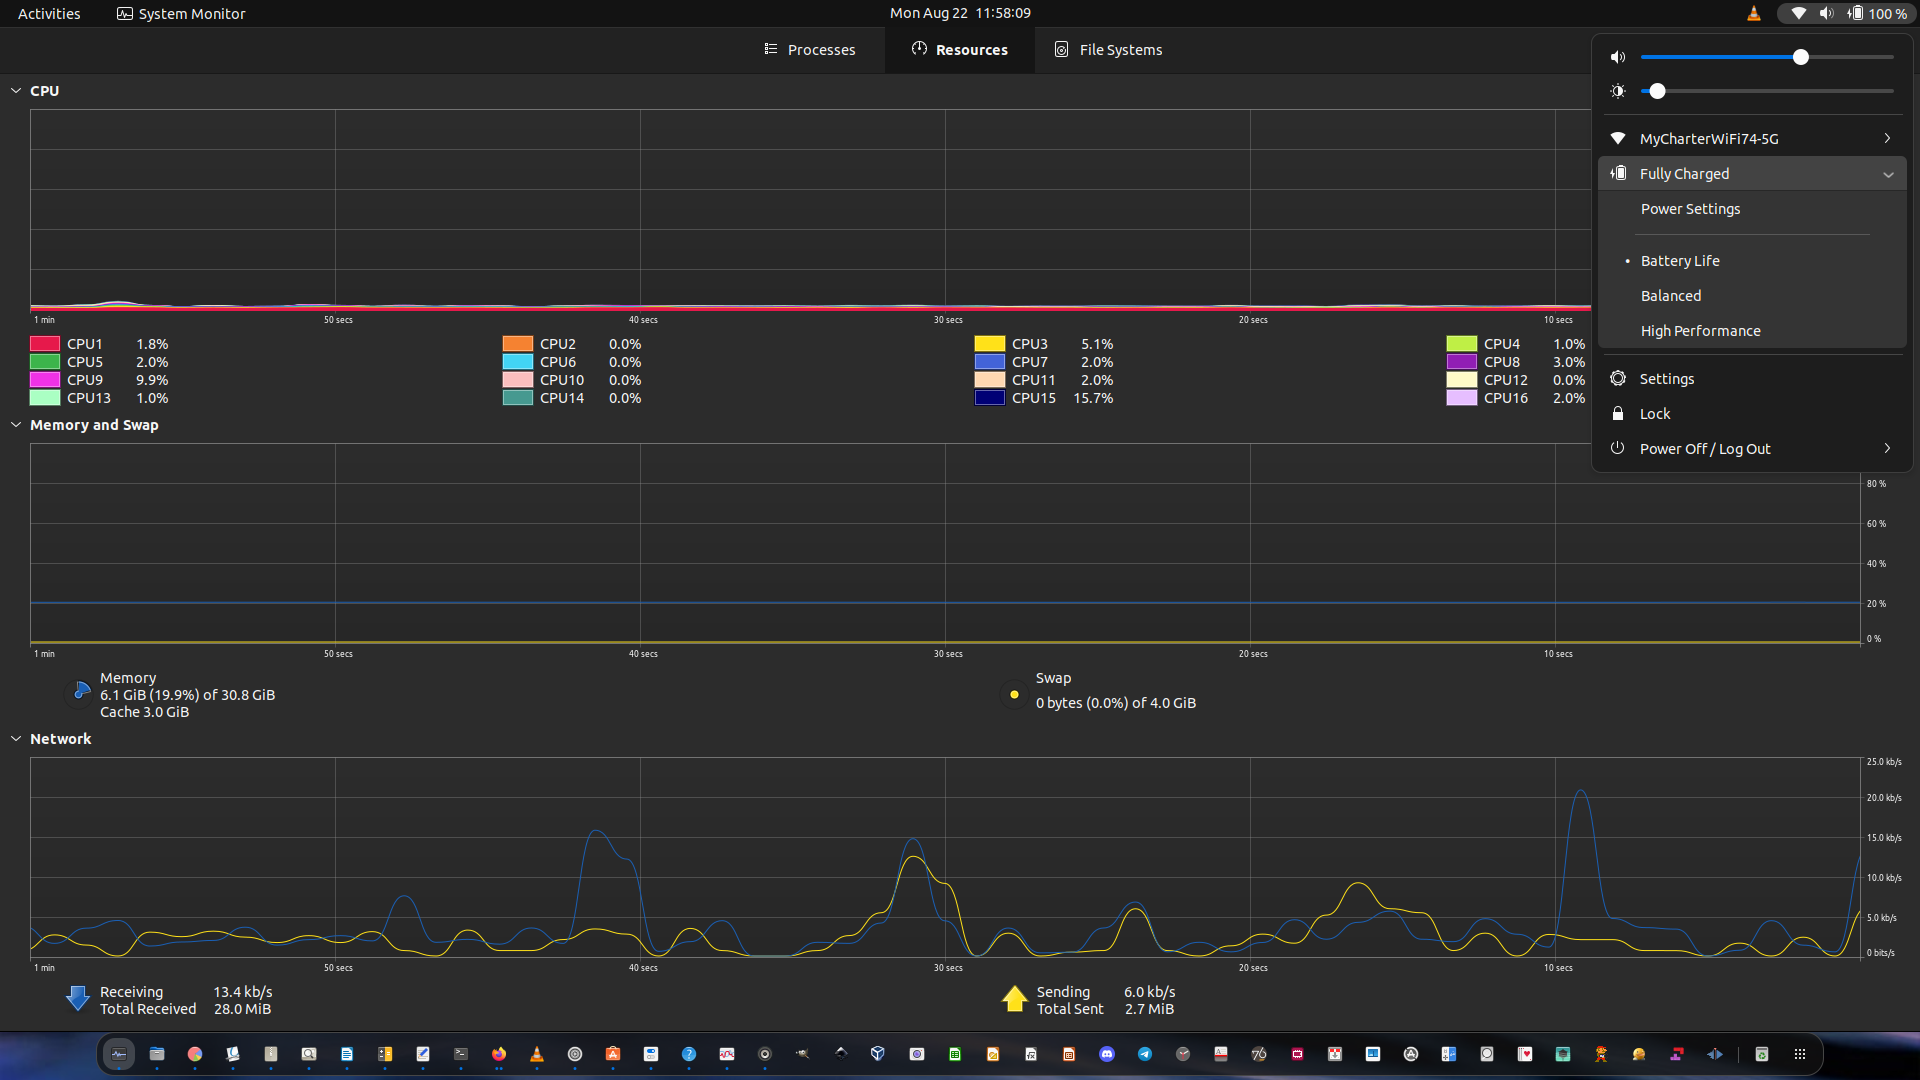 Activities
System Monitor
Mon Aug 22 11:58:09
100 %
Processes
Resources
File Systems
CPU
1 min
50 secs
40 secs
30 secs
20 secs
10 secs
CPU1 1.8%
CPU2 0.0%
CPU3 5.1%
CPU4 1.0%
CPU5 2.0%
CPU6 0.0%
CPU7 2.0%
CPU8 3.0%
CPU9 9.9%
CPU10 0.0%
CPU11 2.0%
CPU12 0.0%
CPU13 1.0%
CPU14 0.0%
CPU15 15.7%
CPU16 2.0%
MyCharterWiFi74-5G
Fully Charged
Power Settings
Battery Life
Balanced
High Performance
Settings
Lock
Power Off / Log Out
Memory and Swap
80 %
60 %
40 %
20 %
0 %
1 min
50 secs
40 secs
30 secs
20 secs
10 secs
Memory
6.1 GiB (19.9%) of 30.8 GiB
Cache 3.0 GiB
Swap
0 bytes (0.0%) of 4.0 GiB
Network
25.0 kb/s
20.0 kb/s
15.0 kb/s
10.0 kb/s
5.0 kb/s
0 bits/s
1 min
50 secs
40 secs
30 secs
20 secs
10 secs
Receiving 13.4 kb/s
Total Received 28.0 MiB
Sending 6.0 kb/s
Total Sent 2.7 MiB
76